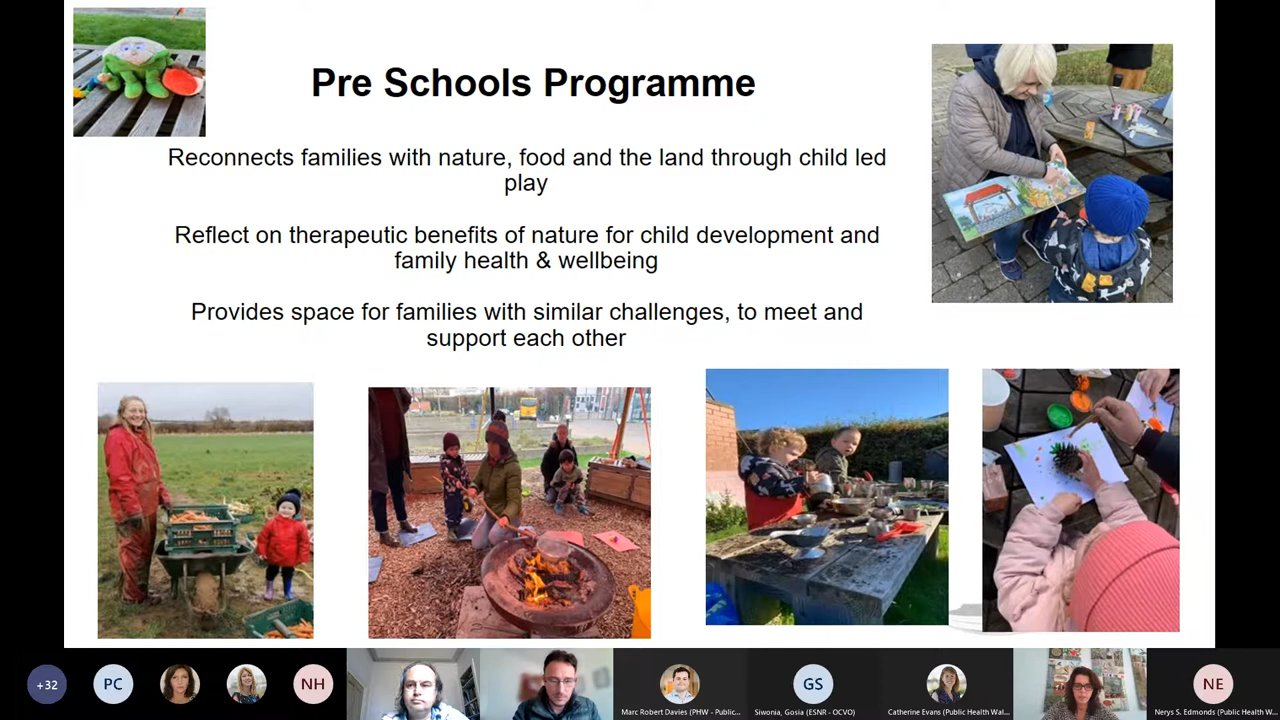 Pre Schools Programme
Reconnects families with nature, food and the land through child led
play
Reflect on therapeutic benefits of nature for child development and
family health & wellbeing
Provides space for families with similar challenges, to meet and
support each other
+32
PC
NH
GS
NE
Marc Robert Davies (PHW - Public...
Siwonia, Gosia (ESNR - OCVO)
Catherine Evans (Public Health Wal...
Nerys S. Edmonds (Public Health W...